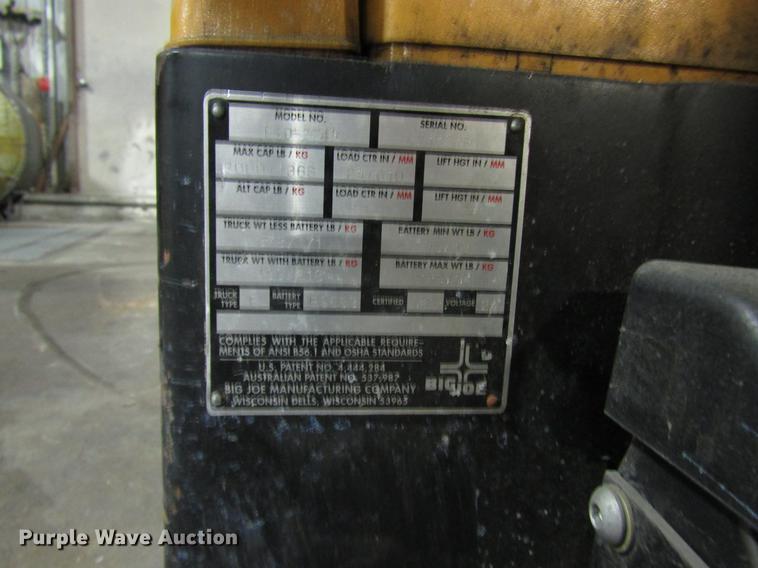 MODEL NO.
SERIAL NO.
MAX CAP LB / KG
LOAD CTR IN / MM
LIFT HGT IN / MM
ALT CAP LB / KG
LOAD CTR IN / MM
LIFT HGT IN / MM
TRUCK WT LESS BATTERY LB / KG
BATTERY MIN WT LB / KG
TRUCK WT WITH BATTERY LB / KG
BATTERY MAX WT LB / KG
TRUCK TYPE
BATTERY TYPE
CERTIFIED
VOLTAGE
COMPLIES WITH THE APPLICABLE REQUIRE-
MENTS OF ANSI B56.1 AND OSHA STANDARDS
U.S. PATENT NO. 4,444,284
AUSTRALIAN PATENT NO. 537-987
BIG JOE MANUFACTURING COMPANY
WISCONSIN DELLS, WISCONSIN 53965
BIG JOE
Purple Wave Auction